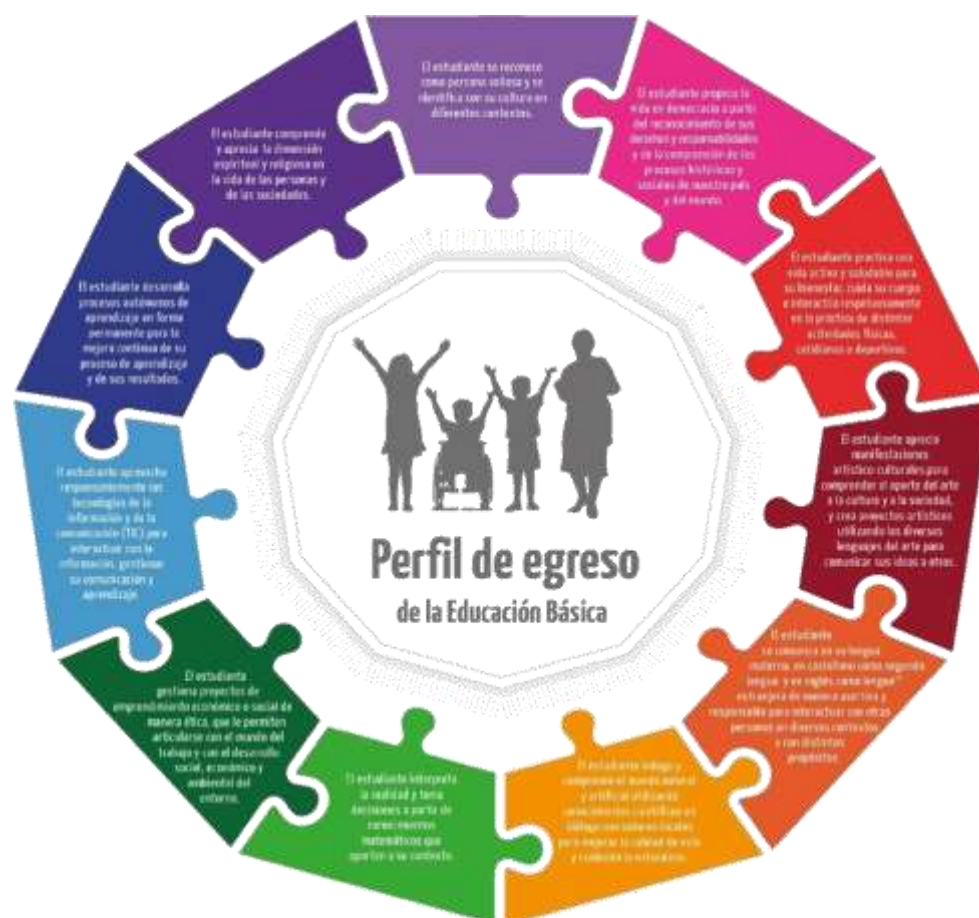 El estudiante se reconoce
como persona valiosa y se
identifica con su cultura en
diferentes contextos.
El estudiante propicia la
vida en democracia a partir
del reconocimiento de sus
derechos y responsabilidades
y de la comprensión de los
procesos históricos y
sociales de nuestro país
y del mundo.
El estudiante practica una
vida activa y saludable para
su bienestar, cuida su cuerpo
e interactúa respetuosamente
en la práctica de distintas
actividades físicas,
cotidianas o deportivas.
El estudiante aprecia
manifestaciones
artístico culturales para
comprender el aporte del arte
a la cultura y a la sociedad,
y crea proyectos artísticos
utilizando los diversos
lenguajes del arte para
comunicar sus ideas a otros.
El estudiante
se comunica en su lengua
materna, en castellano como segunda
lengua y en inglés como lengua
extranjera de manera asertiva y
responsable para interactuar con otras
personas en diversos contextos
y con distintos
propósitos
El estudiante indaga y
comprende el mundo natural
y artificial utilizando
conocimientos científicos en
diálogo con saberes locales
para mejorar la calidad de vida
y cuidando la naturaleza.
El estudiante interpreta
la realidad y toma
decisiones a partir de
conocimientos
matemáticos que
aporten a su contexto.
El estudiante
gestiona proyectos de
emprendimiento económico o social de
manera ética, que le permiten
articularse con el mundo del
trabajo y con el desarrollo
social, económico y
ambiental del
entorno.
El estudiante aprovecha
responsablemente las
tecnologías de la
información y de la
comunicación (TIC) para
interactuar con la
información, gestionar
su comunicación y
aprendizaje
El estudiante desarrolla
procesos autónomos de
aprendizaje en forma
permanente para la
mejora continua de su
proceso de aprendizaje
y de sus resultados.
El estudiante comprende
y aprecia la dimensión
espiritual y religiosa en
la vida de las personas y
de las sociedades.
Perfil de egreso
de la Educación Básica